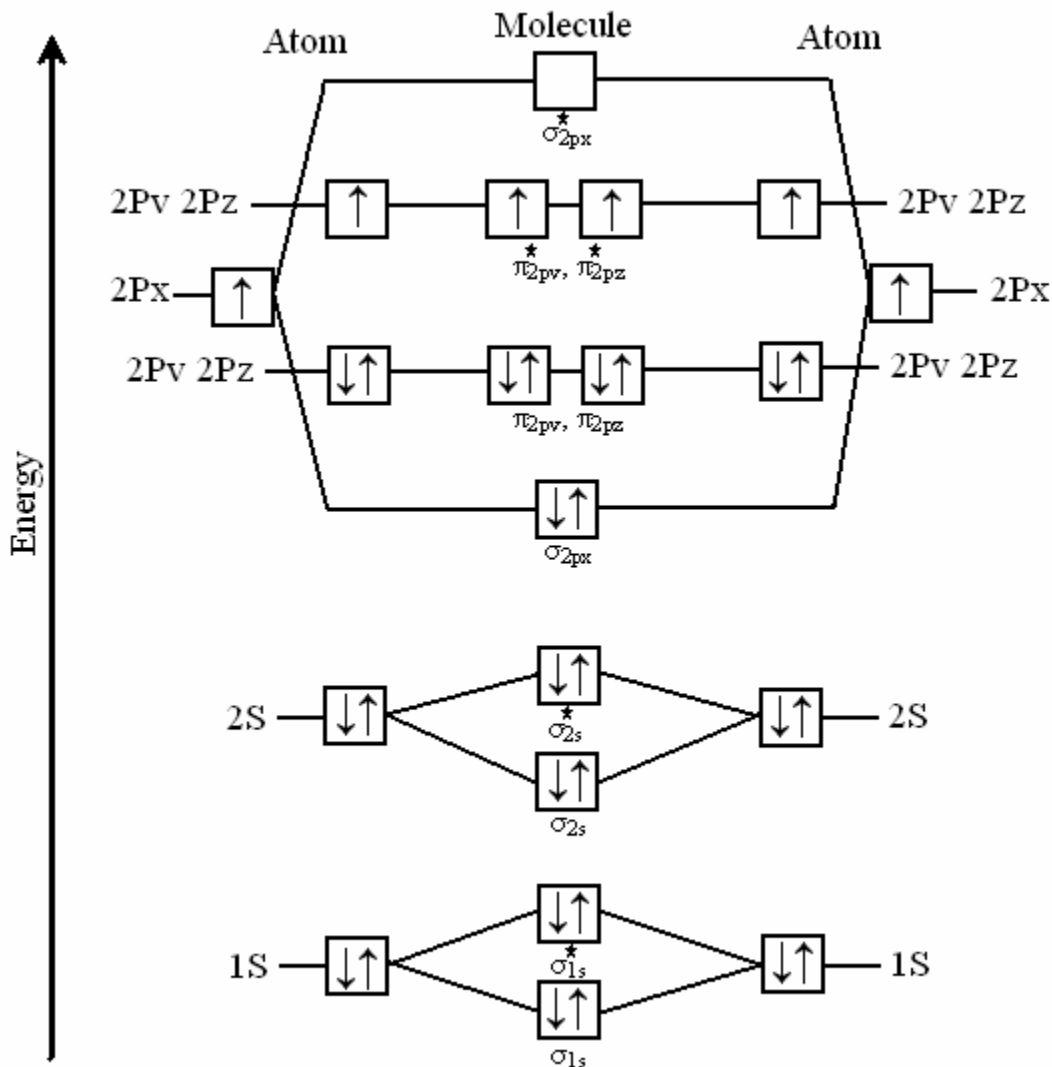 Atom Molecule Atom
σ*2px
2Pv 2Pz ↑ ↑ ↑ ↑ 2Pv 2Pz
π*2pv, π*2pz
2Px ↑ ↑ 2Px
2Pv 2Pz ↓↑ ↓↑ ↓↑ ↓↑ 2Pv 2Pz
π2pv, π2pz
Energy
↓↑
σ2px
↓↑
2S ↓↑ σ*2s ↓↑ 2S
↓↑
σ2s
↓↑
1S ↓↑ σ*1s ↓↑ 1S
↓↑
σ1s